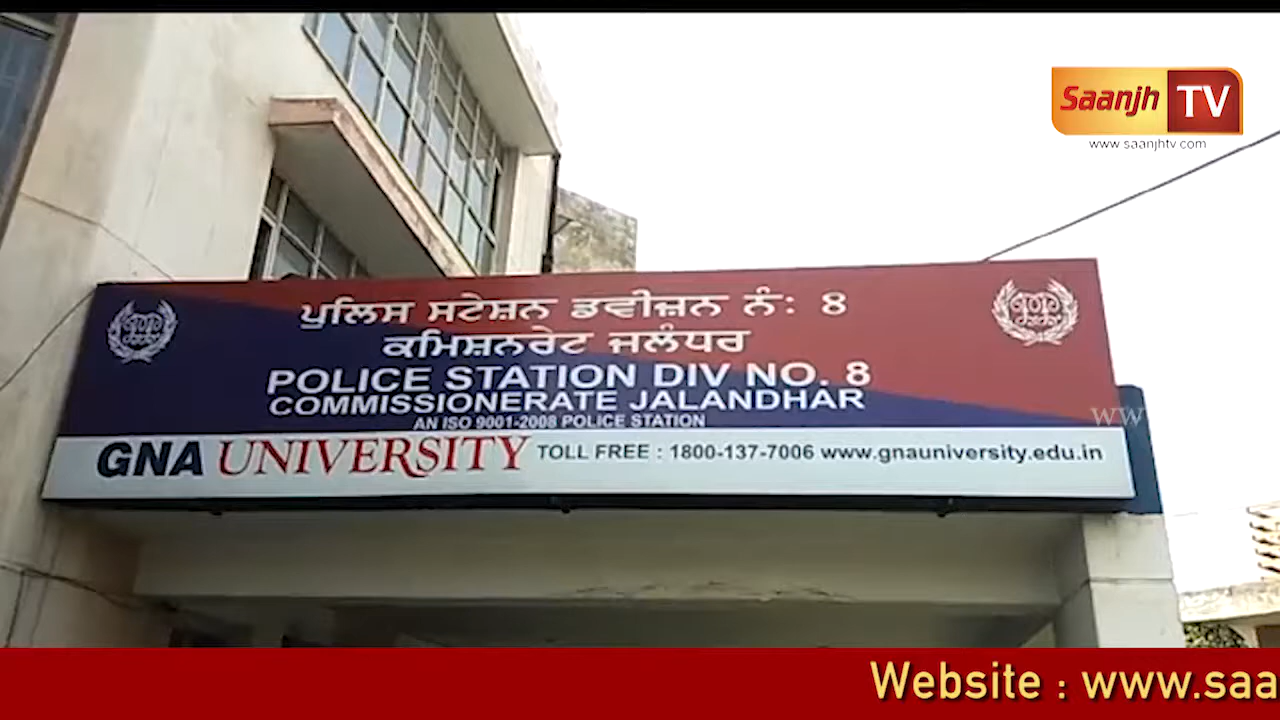 Saanjh TV
www.saanjhtv.com
ਪੁਲਿਸ ਸਟੇਸ਼ਨ ਡਵੀਜ਼ਨ ਨੰ: 8
ਕਮਿਸ਼ਨਰੇਟ ਜਲੰਧਰ
POLICE STATION DIV NO. 8
COMMISSIONERATE JALANDHAR
AN ISO 9001-2008 POLICE STATION
GNA UNIVERSITY TOLL FREE : 1800-137-7006 www.gnauniversity.edu.in
Website : www.saa